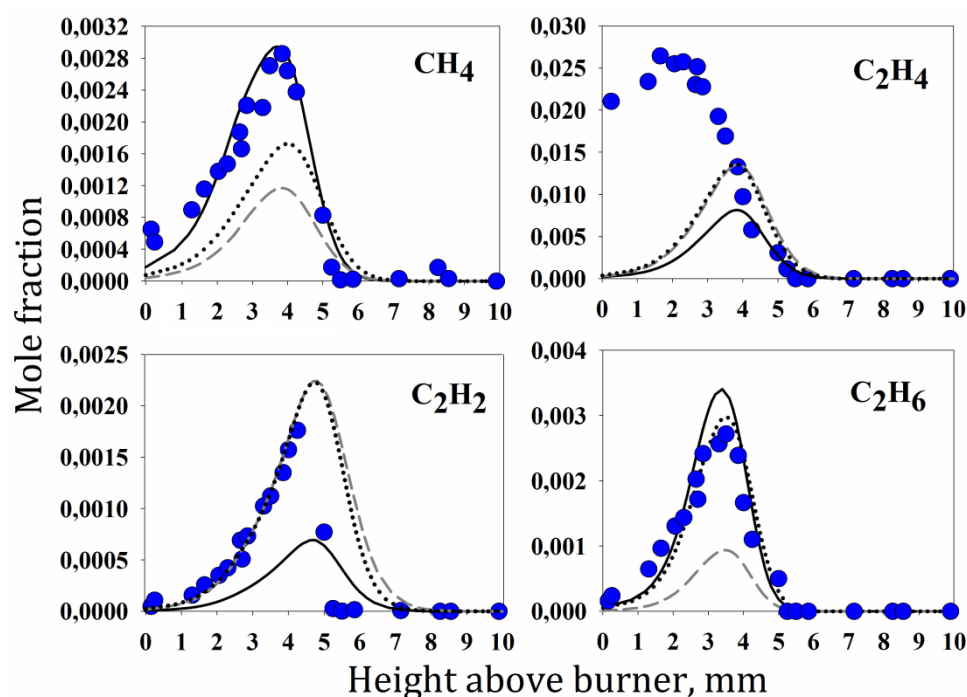 Mole fraction
0,0032
0,0028
0,0024
0,0020
0,0016
0,0012
0,0008
0,0004
0,0000
CH4
0 1 2 3 4 5 6 7 8 9 10
0,030
0,025
0,020
0,015
0,010
0,005
0,000
C2H4
0 1 2 3 4 5 6 7 8 9 10
0,0025
0,0020
0,0015
0,0010
0,0005
0,0000
C2H2
0 1 2 3 4 5 6 7 8 9 10
0,004
0,003
0,002
0,001
0,000
C2H6
0 1 2 3 4 5 6 7 8 9 10
Height above burner, mm